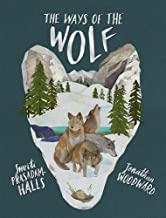 THE WAYS OF THE
WOLF
Smriti
PRASADAM-
HALLS
Jonathan
WOODWARD